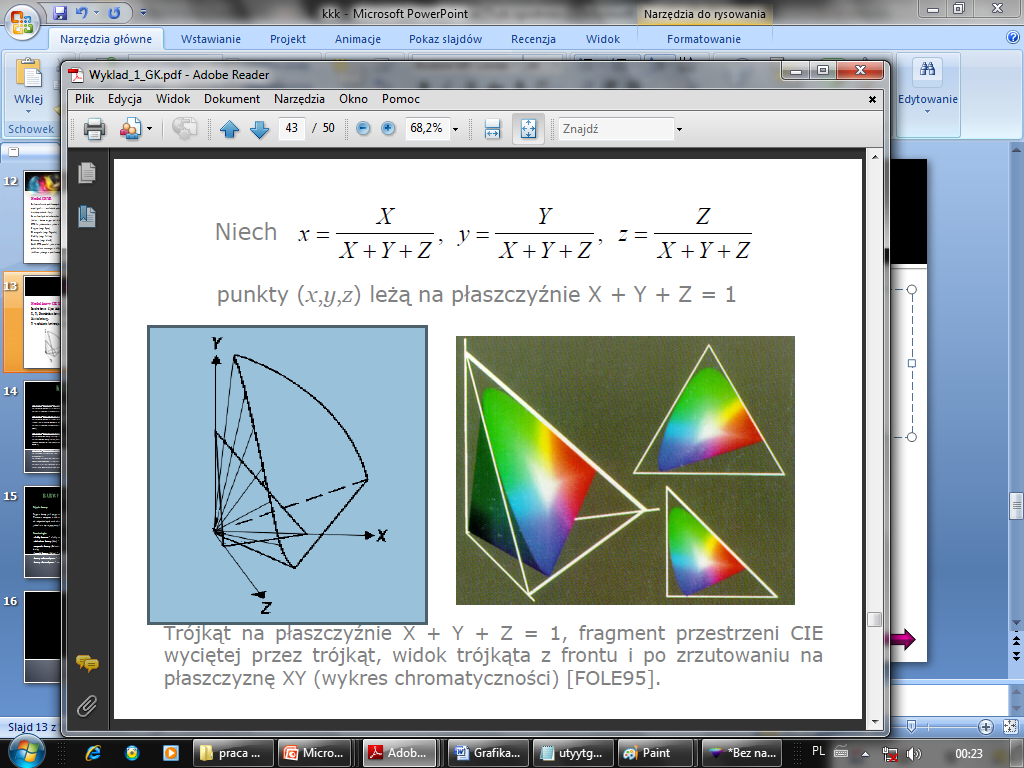 kkk - Microsoft PowerPoint
Narzędzia do rysowania
Narzędzia główne Wstawianie Projekt Animacje Pokaz slajdów Recenzja Widok Formatowanie
Wklej
Schowek
Edytowanie
Wyklad_1_GK.pdf - Adobe Reader
Plik Edycja Widok Dokument Narzędzia Okno Pomoc
43 / 50 68,2% Znajdź
12
13
14
15
16
Niech x = X / (X + Y + Z), y = Y / (X + Y + Z), z = Z / (X + Y + Z)
punkty (x,y,z) leżą na płaszczyźnie X + Y + Z = 1
Y
X
Z
Trójkąt na płaszczyźnie X + Y + Z = 1, fragment przestrzeni CIE
wyciętej przez trójkąt, widok trójkąta z frontu i po zrzutowaniu na
płaszczyznę XY (wykres chromatyczności) [FOLE95].
Slajd 13 z
praca ... Micro... Adob... Grafika... utyytg... Paint *Bez na... PL 00:23